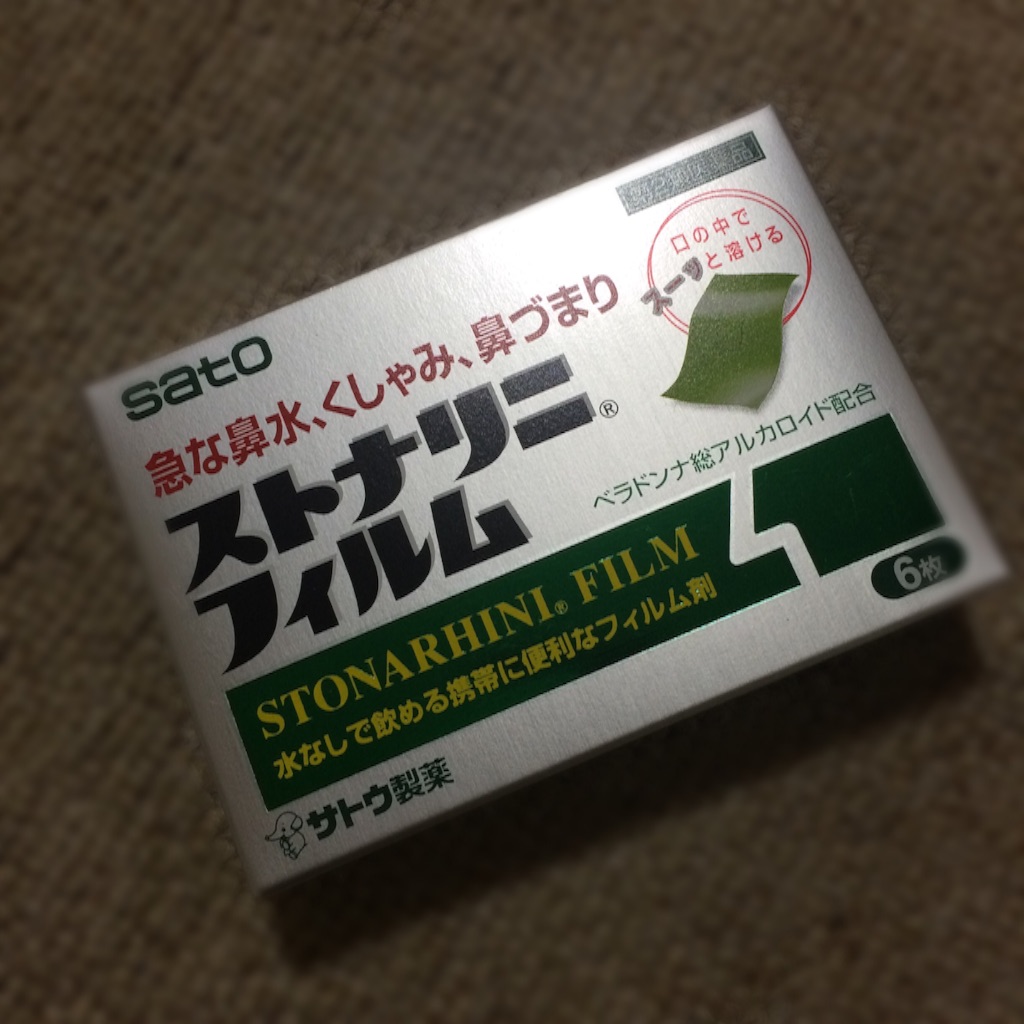 第2類医薬品
口の中で
スーッと溶ける
sato
急な鼻水、くしゃみ、鼻づまり
ストナリニ®
フィルム
ベラドンナ総アルカロイド配合
STONARHINI® FILM
水なしで飲める携帯に便利なフィルム剤
6枚
サトウ製薬